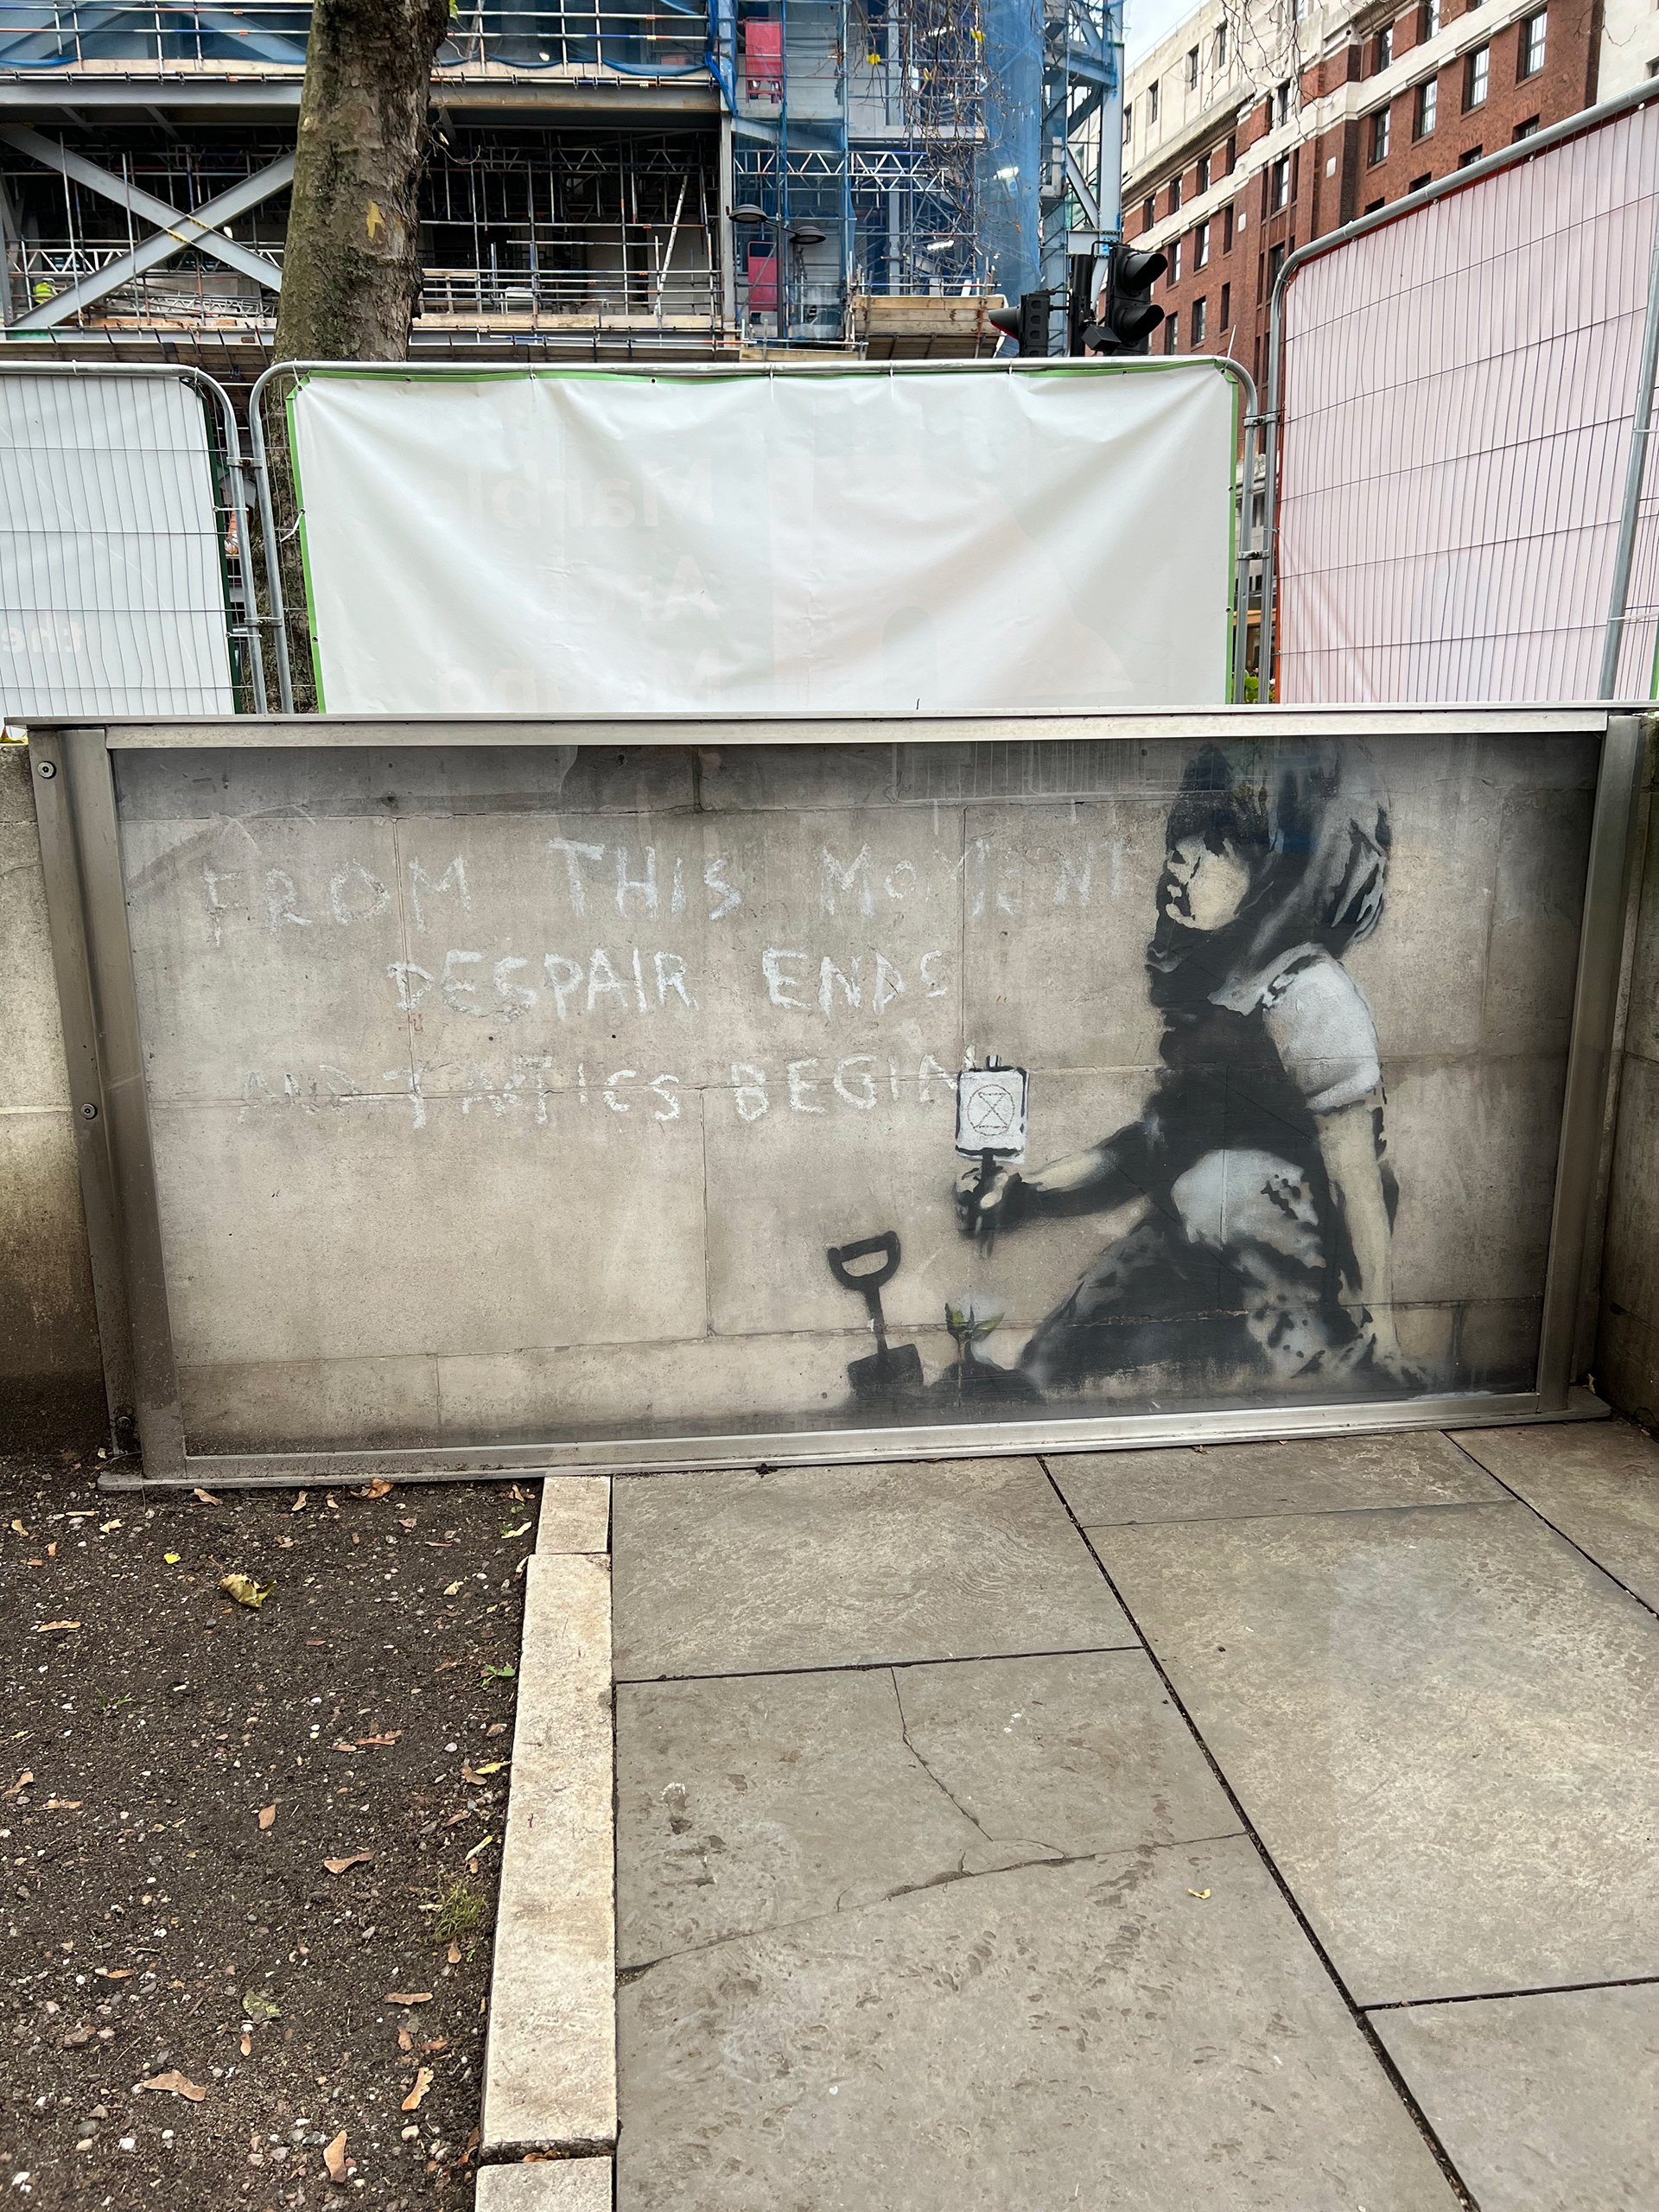 FROM THIS MOMENT
DESPAIR ENDS
AND TACTICS BEGIN